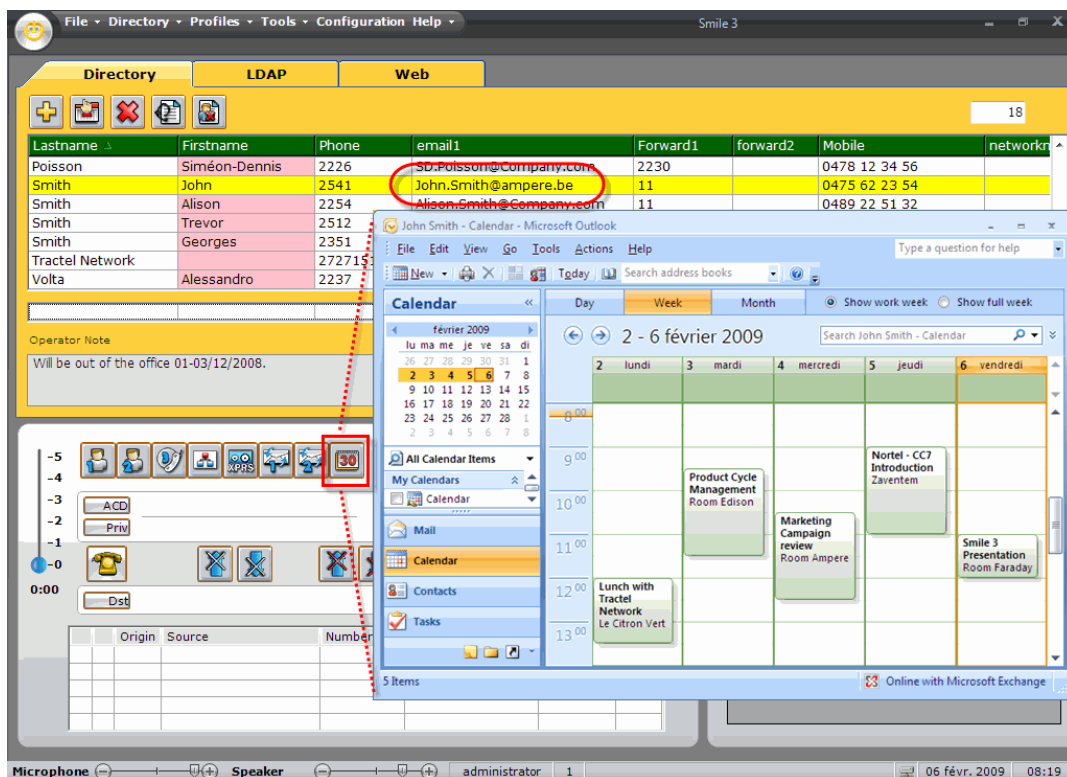 File Directory Profiles Tools Configuration Help Smile 3
Directory LDAP Web
18
Lastname Firstname Phone email1 Forward1 forward2 Mobile networkn
Poisson Siméon-Dennis 2226 SD.Poisson@Company.com 2230 0478 12 34 56
Smith John 2541 John.Smith@ampere.be 11 0475 62 23 54
Smith Alison 2254 Alison.Smith@Company.com 11 0489 22 51 32
Smith Trevor 2512
Smith Georges 2351
Tractel Network 2727151
Volta Alessandro 2237
Operator Note
Will be out of the office 01-03/12/2008.
John Smith - Calendar - Microsoft Outlook
File Edit View Go Tools Actions Help Type a question for help
New Today Search address books
Calendar « Day Week Month Show work week Show full week
février 2009
lu ma me je ve sa di
26 27 28 29 30 31 1
2 3 4 5 6 7 8
9 10 11 12 13 14 15
16 17 18 19 20 21 22
23 24 25 26 27 28 1
2 3 4 5 6 7 8
2 - 6 février 2009 Search John Smith - Calendar
2 lundi 3 mardi 4 mercredi 5 jeudi 6 vendredi
8 00
9 00
10 00
11 00
12 00
13 00
Nortel - CC7
Introduction
Zaventem
Product Cycle
Management
Room Edison
Marketing
Campaign
review
Room Ampere
Smile 3
Presentation
Room Faraday
Lunch with
Tractel
Network
Le Citron Vert
All Calendar Items
My Calendars
Calendar
Mail
Calendar
Contacts
Tasks
5 Items Online with Microsoft Exchange
-5
-4
-3
-2
-1
-0
0:00
XPRS
30
ACD
Priv
Dst
Origin Source Number
Microphone Speaker administrator 1 06 févr. 2009 08:19